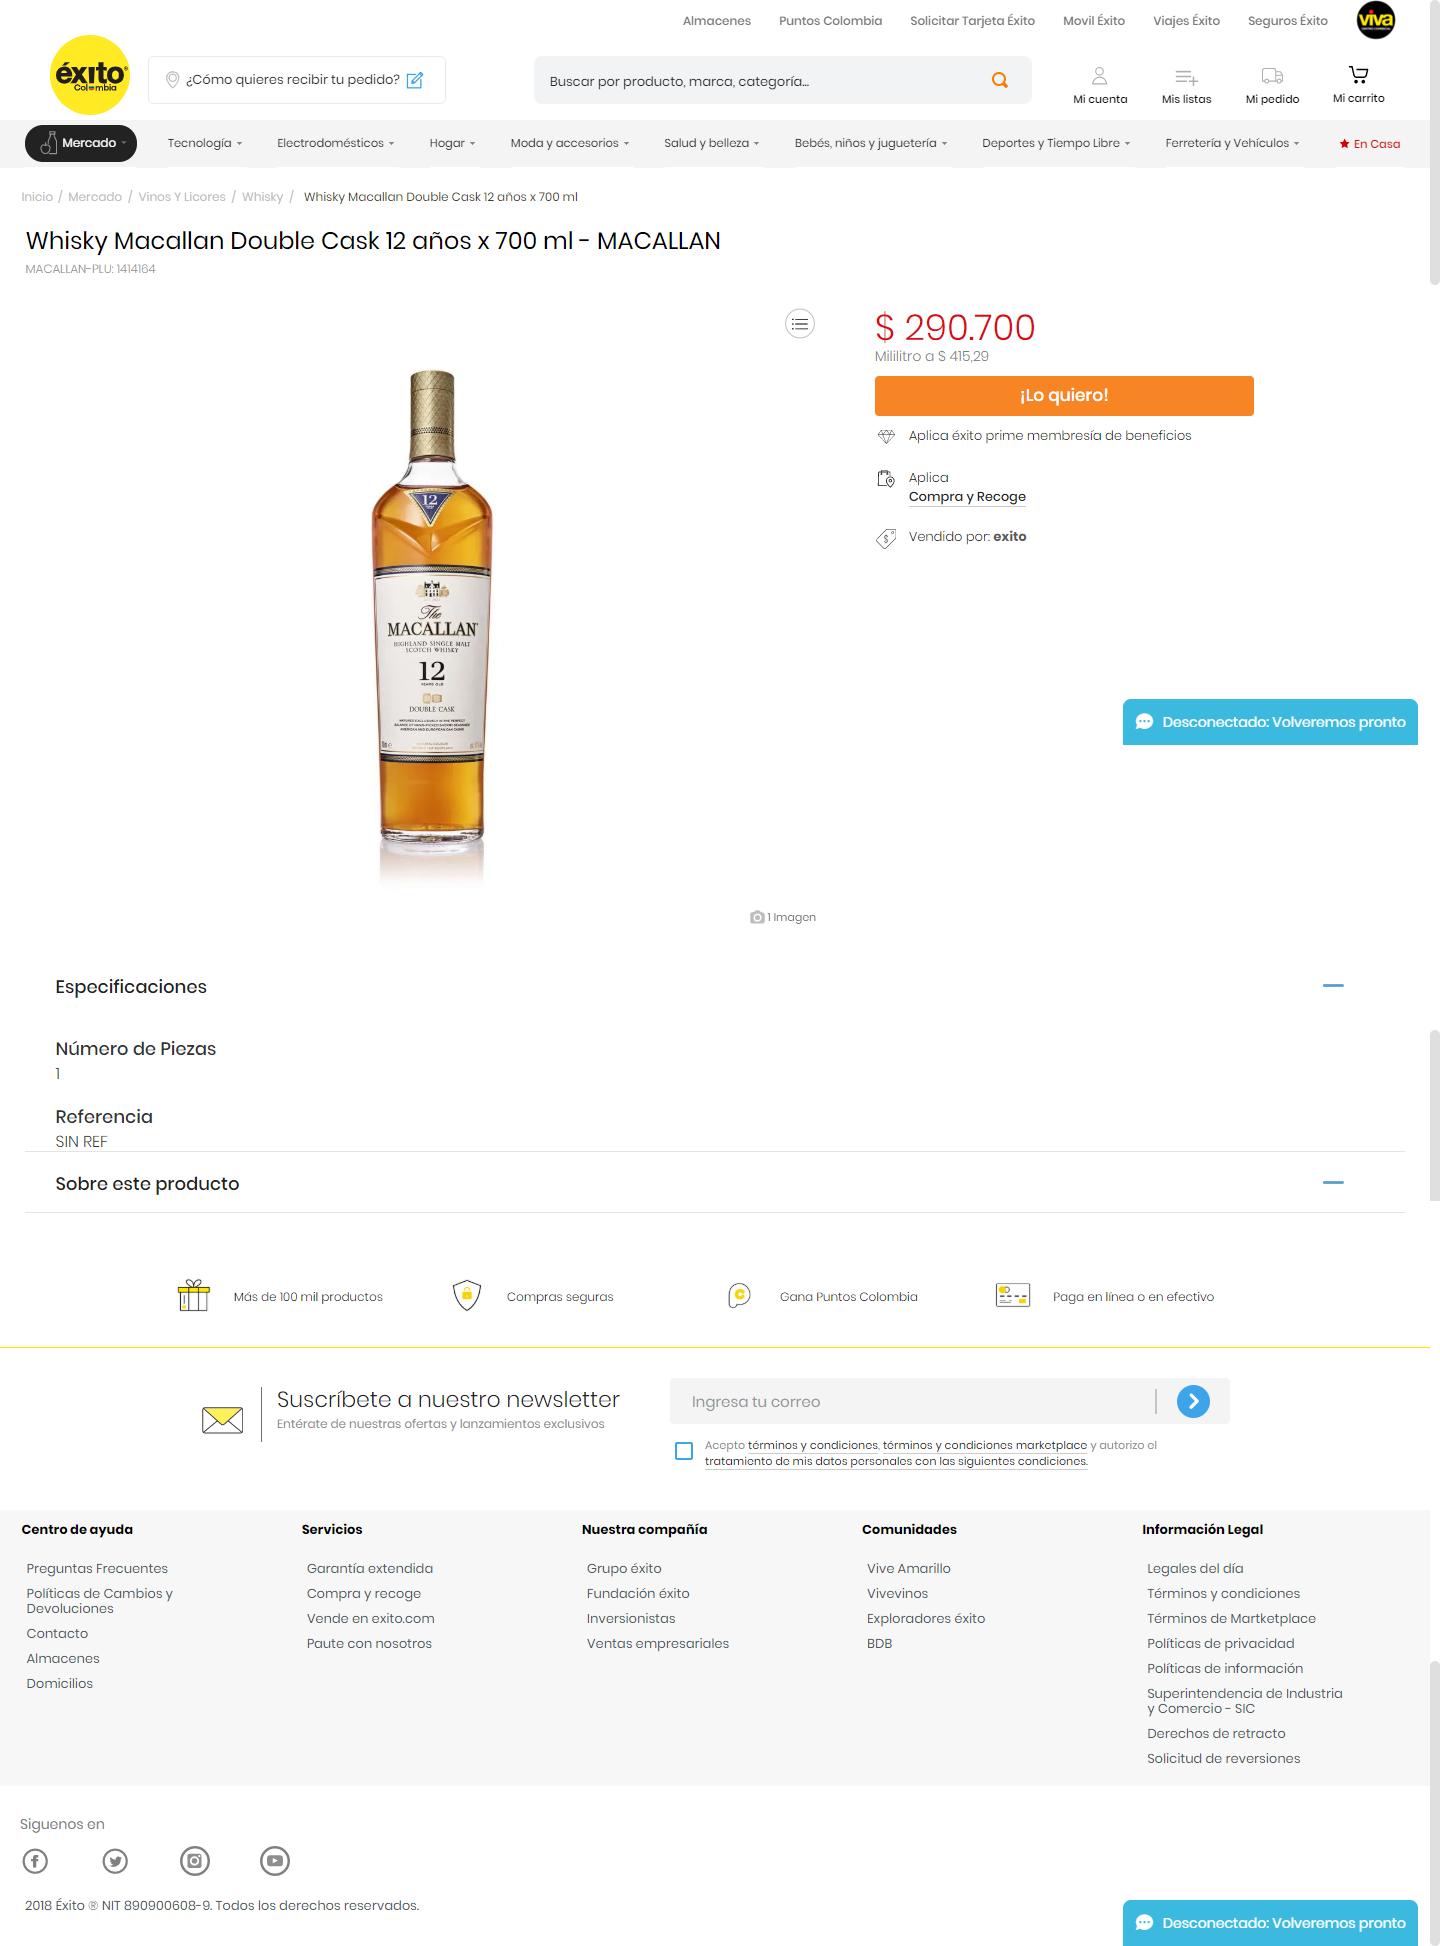 Almacenes Puntos Colombia Solicitar Tarjeta Éxito Movil Éxito Viajes Éxito Seguros Éxito viva
éxito
Colombia
¿Cómo quieres recibir tu pedido?
Buscar por producto, marca, categoría...
Mi cuenta Mis listas Mi pedido Mi carrito
Mercado Tecnología Electrodomésticos Hogar Moda y accesorios Salud y belleza Bebés, niños y juguetería Deportes y Tiempo Libre Ferretería y Vehículos En Casa
Inicio / Mercado / Vinos Y Licores / Whisky / Whisky Macallan Double Cask 12 años x 700 ml
Whisky Macallan Double Cask 12 años x 700 ml - MACALLAN
MACALLAN-PLU: 1414164
$ 290.700
Mililitro a $ 415,29
¡Lo quiero!
Aplica éxito prime membresía de beneficios
Aplica
Compra y Recoge
Vendido por: exito
12
The
MACALLAN
HIGHLAND SINGLE MALT
SCOTCH WHISKY
12
YEARS OLD
DOUBLE CASK
Desconectado: Volveremos pronto
1 Imagen
Especificaciones
Número de Piezas
1
Referencia
SIN REF
Sobre este producto
Más de 100 mil productos Compras seguras Gana Puntos Colombia Paga en línea o en efectivo
Suscríbete a nuestro newsletter
Entérate de nuestras ofertas y lanzamientos exclusivos
Ingresa tu correo
Acepto términos y condiciones, términos y condiciones marketplace y autorizo el
tratamiento de mis datos personales con las siguientes condiciones.
Centro de ayuda
Preguntas Frecuentes
Políticas de Cambios y
Devoluciones
Contacto
Almacenes
Domicilios
Servicios
Garantía extendida
Compra y recoge
Vende en exito.com
Paute con nosotros
Nuestra compañía
Grupo éxito
Fundación éxito
Inversionistas
Ventas empresariales
Comunidades
Vive Amarillo
Vivevinos
Exploradores éxito
BDB
Información Legal
Legales del día
Términos y condiciones
Términos de Martketplace
Políticas de privacidad
Políticas de información
Superintendencia de Industria
y Comercio - SIC
Derechos de retracto
Solicitud de reversiones
Siguenos en
2018 Éxito ® NIT 890900608-9. Todos los derechos reservados.
Desconectado: Volveremos pronto